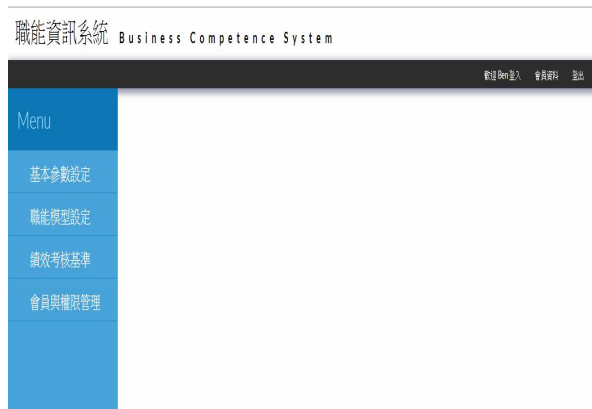 職能資訊系統 Business Competence System
歡迎 Ben 登入 會員資料 登出
Menu
基本參數設定
職能模型設定
績效考核基準
會員與權限管理